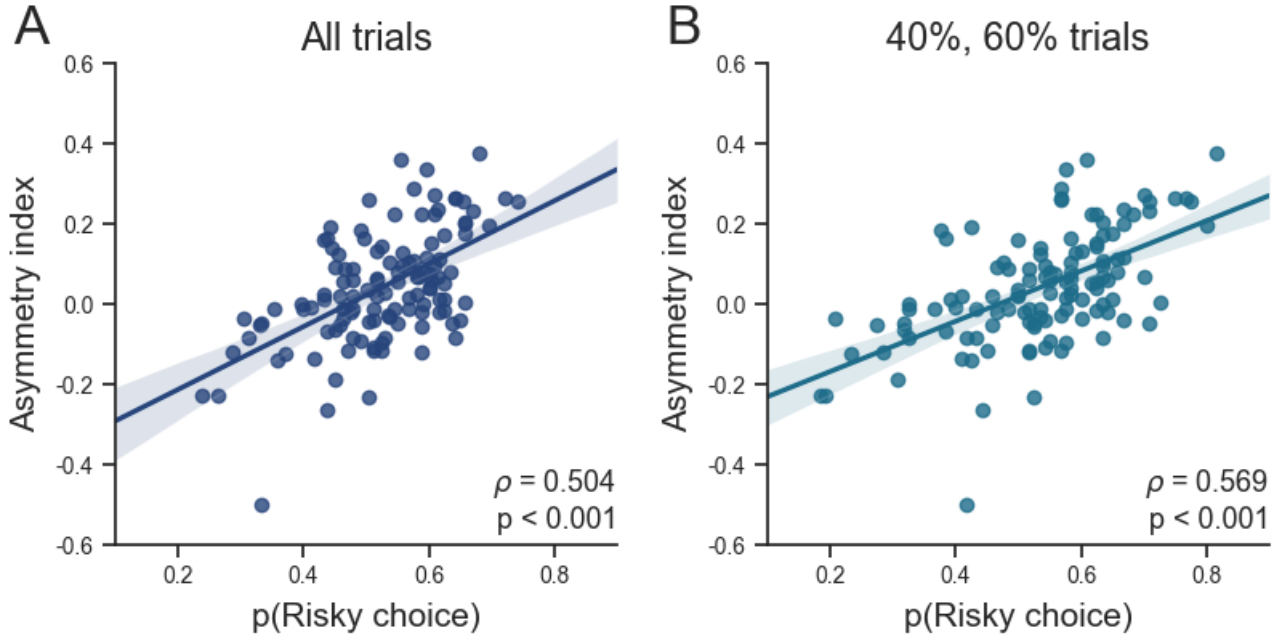 A
All trials
0.6
0.4
0.2
0.0
-0.2
-0.4
-0.6
Asymmetry index
ρ = 0.504
p < 0.001
0.2 0.4 0.6 0.8
p(Risky choice)
B
40%, 60% trials
0.6
0.4
0.2
0.0
-0.2
-0.4
-0.6
Asymmetry index
ρ = 0.569
p < 0.001
0.2 0.4 0.6 0.8
p(Risky choice)